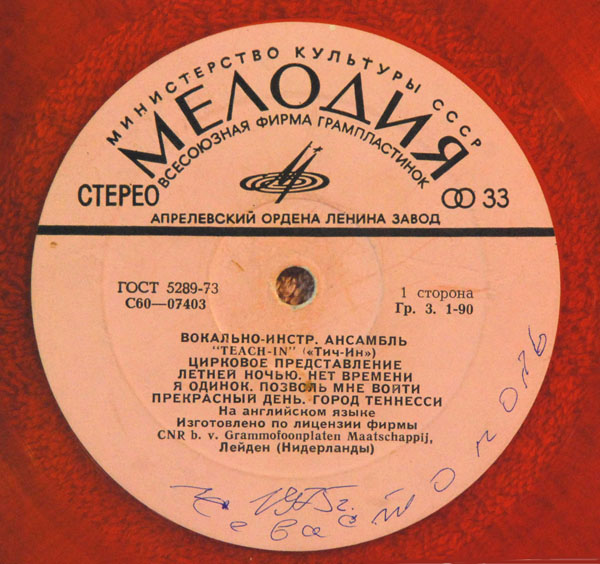 МИНИСТЕРСТВО КУЛЬТУРЫ СССР
МЕЛОДИЯ
ВСЕСОЮЗНАЯ ФИРМА ГРАМПЛАСТИНОК
СТЕРЕО 33
АПРЕЛЕВСКИЙ ОРДЕНА ЛЕНИНА ЗАВОД
ГОСТ 5289-73
С60—07403
1 сторона
Гр. 3. 1-90
ВОКАЛЬНО-ИНСТР. АНСАМБЛЬ
"TEACH-IN" («Тич-Ин»)
ЦИРКОВОЕ ПРЕДСТАВЛЕНИЕ
ЛЕТНЕЙ НОЧЬЮ. НЕТ ВРЕМЕНИ
Я ОДИНОК. ПОЗВОЛЬ МНЕ ВОЙТИ
ПРЕКРАСНЫЙ ДЕНЬ. ГОРОД ТЕННЕССИ
На английском языке
Изготовлено по лицензии фирмы
CNR b. v. Grammofoonplaten Maatschappij,
Лейден (Нидерланды)
1975г.
Севастополь